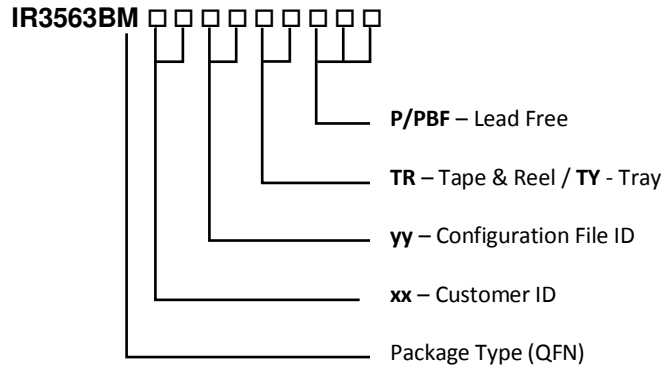 IR3563BM
P/PBF – Lead Free
TR – Tape & Reel / TY - Tray
yy – Configuration File ID
xx – Customer ID
Package Type (QFN)